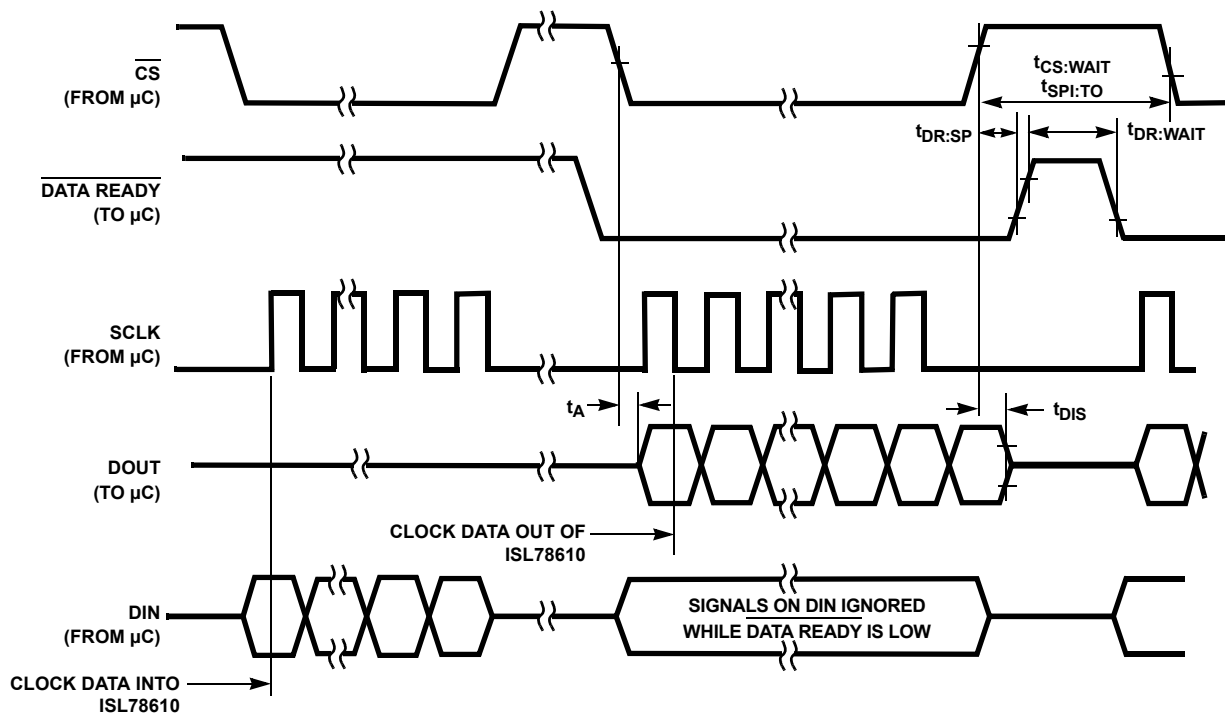 CS
(FROM µC)
tCS:WAIT
tSPI:TO
tDR:SP
tDR:WAIT
DATA READY
(TO µC)
SCLK
(FROM µC)
tA
tDIS
DOUT
(TO µC)
CLOCK DATA OUT OF
ISL78610
DIN
(FROM µC)
SIGNALS ON DIN IGNORED
WHILE DATA READY IS LOW
CLOCK DATA INTO
ISL78610